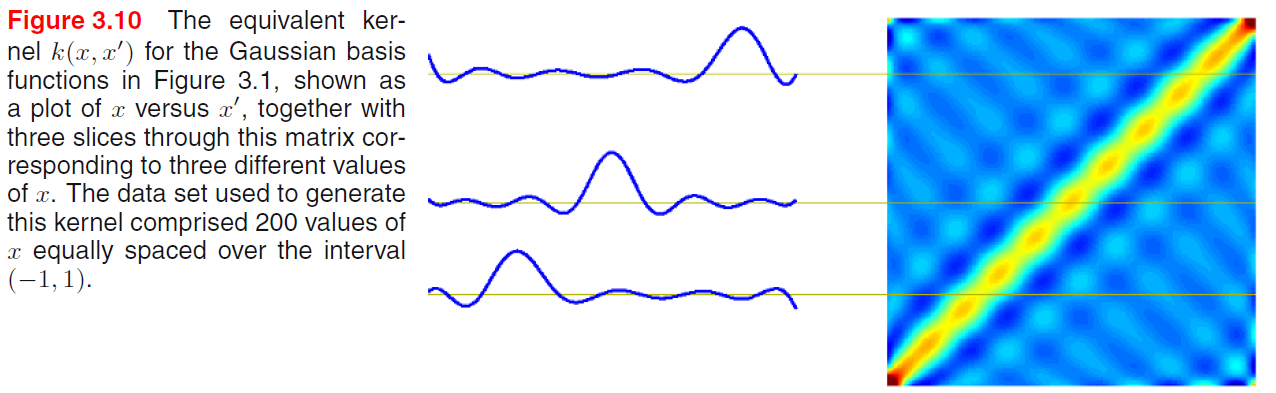 Figure 3.10 The equivalent ker-
nel k(x, x′) for the Gaussian basis
functions in Figure 3.1, shown as
a plot of x versus x′, together with
three slices through this matrix cor-
responding to three different values
of x. The data set used to generate
this kernel comprised 200 values of
x equally spaced over the interval
(−1, 1).